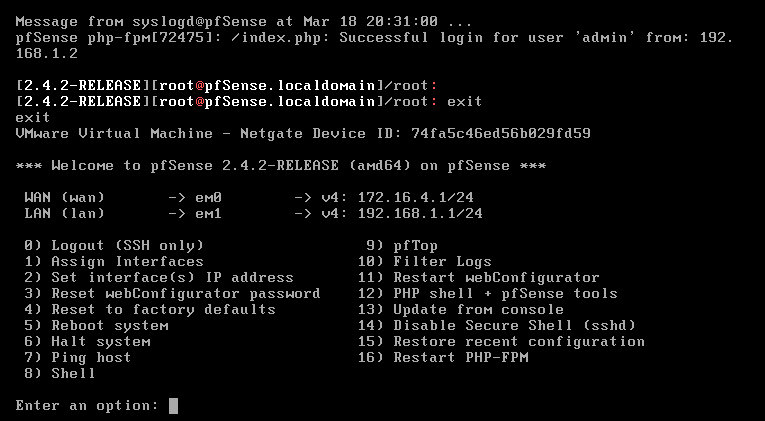 Message from syslogd@pfSense at Mar 18 20:31:00 ...
pfSense php-fpm[72475]: /index.php: Successful login for user 'admin' from: 192.
168.1.2
[2.4.2-RELEASE][root@pfSense.localdomain]/root:
[2.4.2-RELEASE][root@pfSense.localdomain]/root: exit
exit
VMware Virtual Machine - Netgate Device ID: 74fa5c46ed56b029fd59
*** Welcome to pfSense 2.4.2-RELEASE (amd64) on pfSense ***
WAN (wan)       -> em0        -> v4: 172.16.4.1/24
LAN (lan)       -> em1        -> v4: 192.168.1.1/24
0) Logout (SSH only)                  9) pfTop
1) Assign Interfaces                 10) Filter Logs
2) Set interface(s) IP address       11) Restart webConfigurator
3) Reset webConfigurator password    12) PHP shell + pfSense tools
4) Reset to factory defaults         13) Update from console
5) Reboot system                     14) Disable Secure Shell (sshd)
6) Halt system                       15) Restore recent configuration
7) Ping host                         16) Restart PHP-FPM
8) Shell
Enter an option: